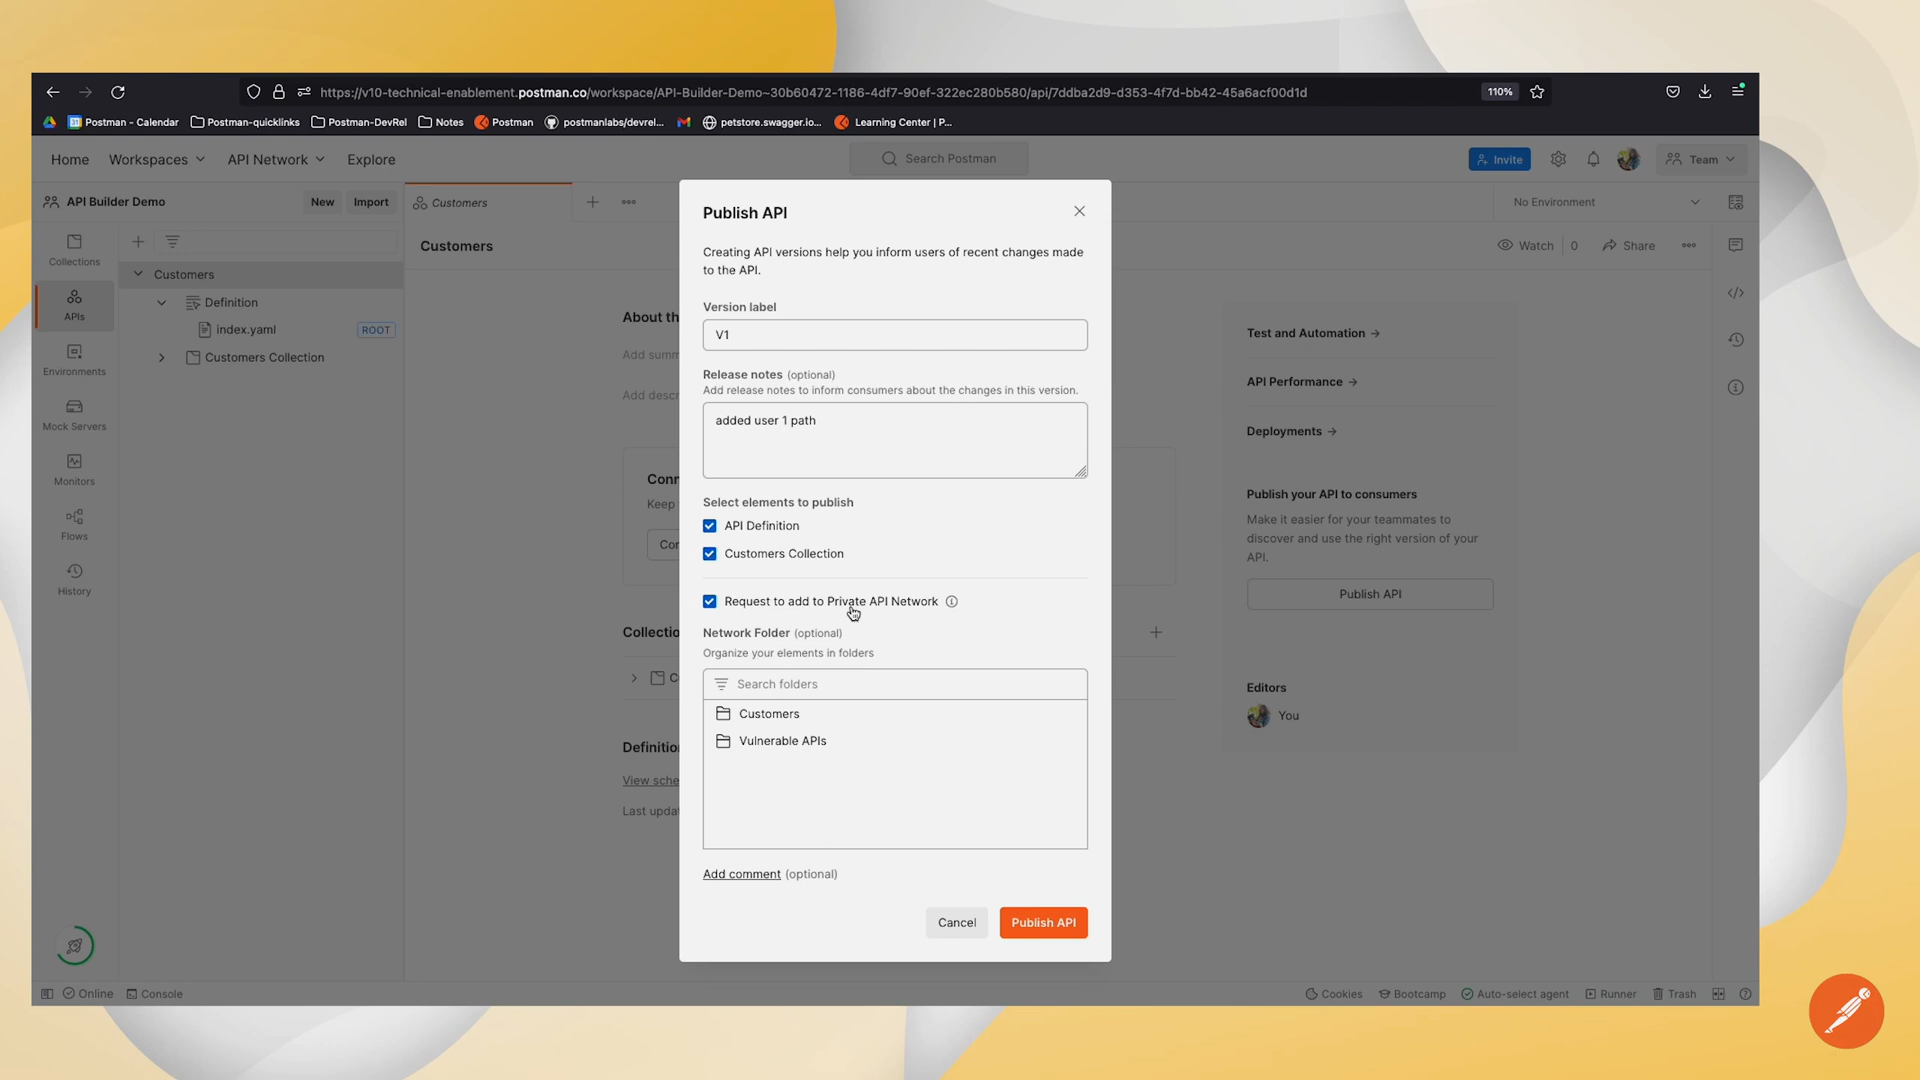 https://v10-technical-enablement.postman.co/workspace/API-Builder-Demo~30b60472-1186-4df7-90ef-322ec280b580/api/7ddba2d9-d353-4f7d-bb42-45a6acf00d1d
110%
Postman - Calendar
Postman-quicklinks
Postman-DevRel
Notes
Postman
postmanlabs/devrel...
petstore.swagger.io...
Learning Center | P...
Home
Workspaces
API Network
Explore
Search Postman
Invite
Team
API Builder Demo
New
Import
Customers
No Environment
Collections
APIs
Environments
Mock Servers
Monitors
Flows
History
Customers
Definition
index.yaml
ROOT
Customers Collection
Customers
Watch
0
Share
About th
Add summ
Add descr
Conn
Keep
Con
Collectio
C
Definitio
View sche
Last upda
Publish API
Creating API versions help you inform users of recent changes made
to the API.
Version label
V1
Release notes (optional)
Add release notes to inform consumers about the changes in this version.
added user 1 path
Select elements to publish
API Definition
Customers Collection
Request to add to Private API Network
Network Folder (optional)
Organize your elements in folders
Search folders
Customers
Vulnerable APIs
Add comment (optional)
Cancel
Publish API
Test and Automation →
API Performance →
Deployments →
Publish your API to consumers
Make it easier for your teammates to
discover and use the right version of your
API.
Publish API
Editors
You
Online
Console
Cookies
Bootcamp
Auto-select agent
Runner
Trash